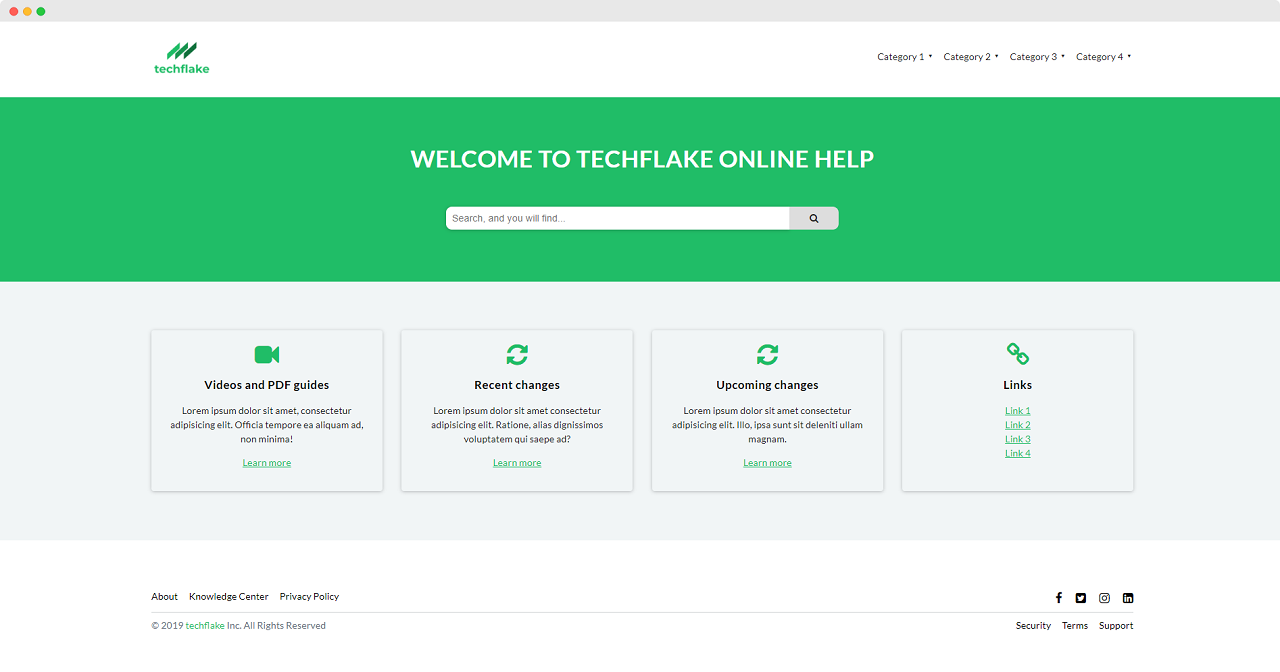 techflake
Category 1 Category 2 Category 3 Category 4
WELCOME TO TECHFLAKE ONLINE HELP
Search, and you will find...
Videos and PDF guides
Lorem ipsum dolor sit amet, consectetur
adipisicing elit. Officia tempore ea aliquam ad,
non minima!
Learn more
Recent changes
Lorem ipsum dolor sit amet consectetur
adipisicing elit. Ratione, alias dignissimos
voluptatem qui saepe ad?
Learn more
Upcoming changes
Lorem ipsum dolor sit amet consectetur
adipisicing elit. Illo, ipsa sunt sit deleniti ullam
magnam.
Learn more
Links
Link 1
Link 2
Link 3
Link 4
About Knowledge Center Privacy Policy
© 2019 techflake Inc. All Rights Reserved
Security Terms Support